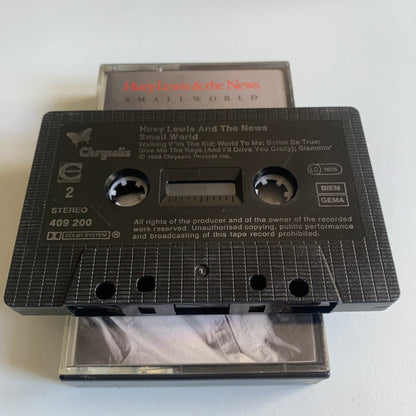 Huey Lewis & the News
SMALL WORLD
Huey Lewis And The News
Small World
Walking With The Kid; World To Me; Better Be True;
Give Me The Keys (And I'll Drive You Crazy); Slammin'
© 1988 Chrysalis Records Inc.
Chrysalis
C
2
STEREO
409 200
DOLBY SYSTEM
LC 1626
BIEM
GEMA
All rights of the producer and of the owner of the recorded
work reserved. Unauthorised copying, public performance
and broadcasting of this tape record prohibited.